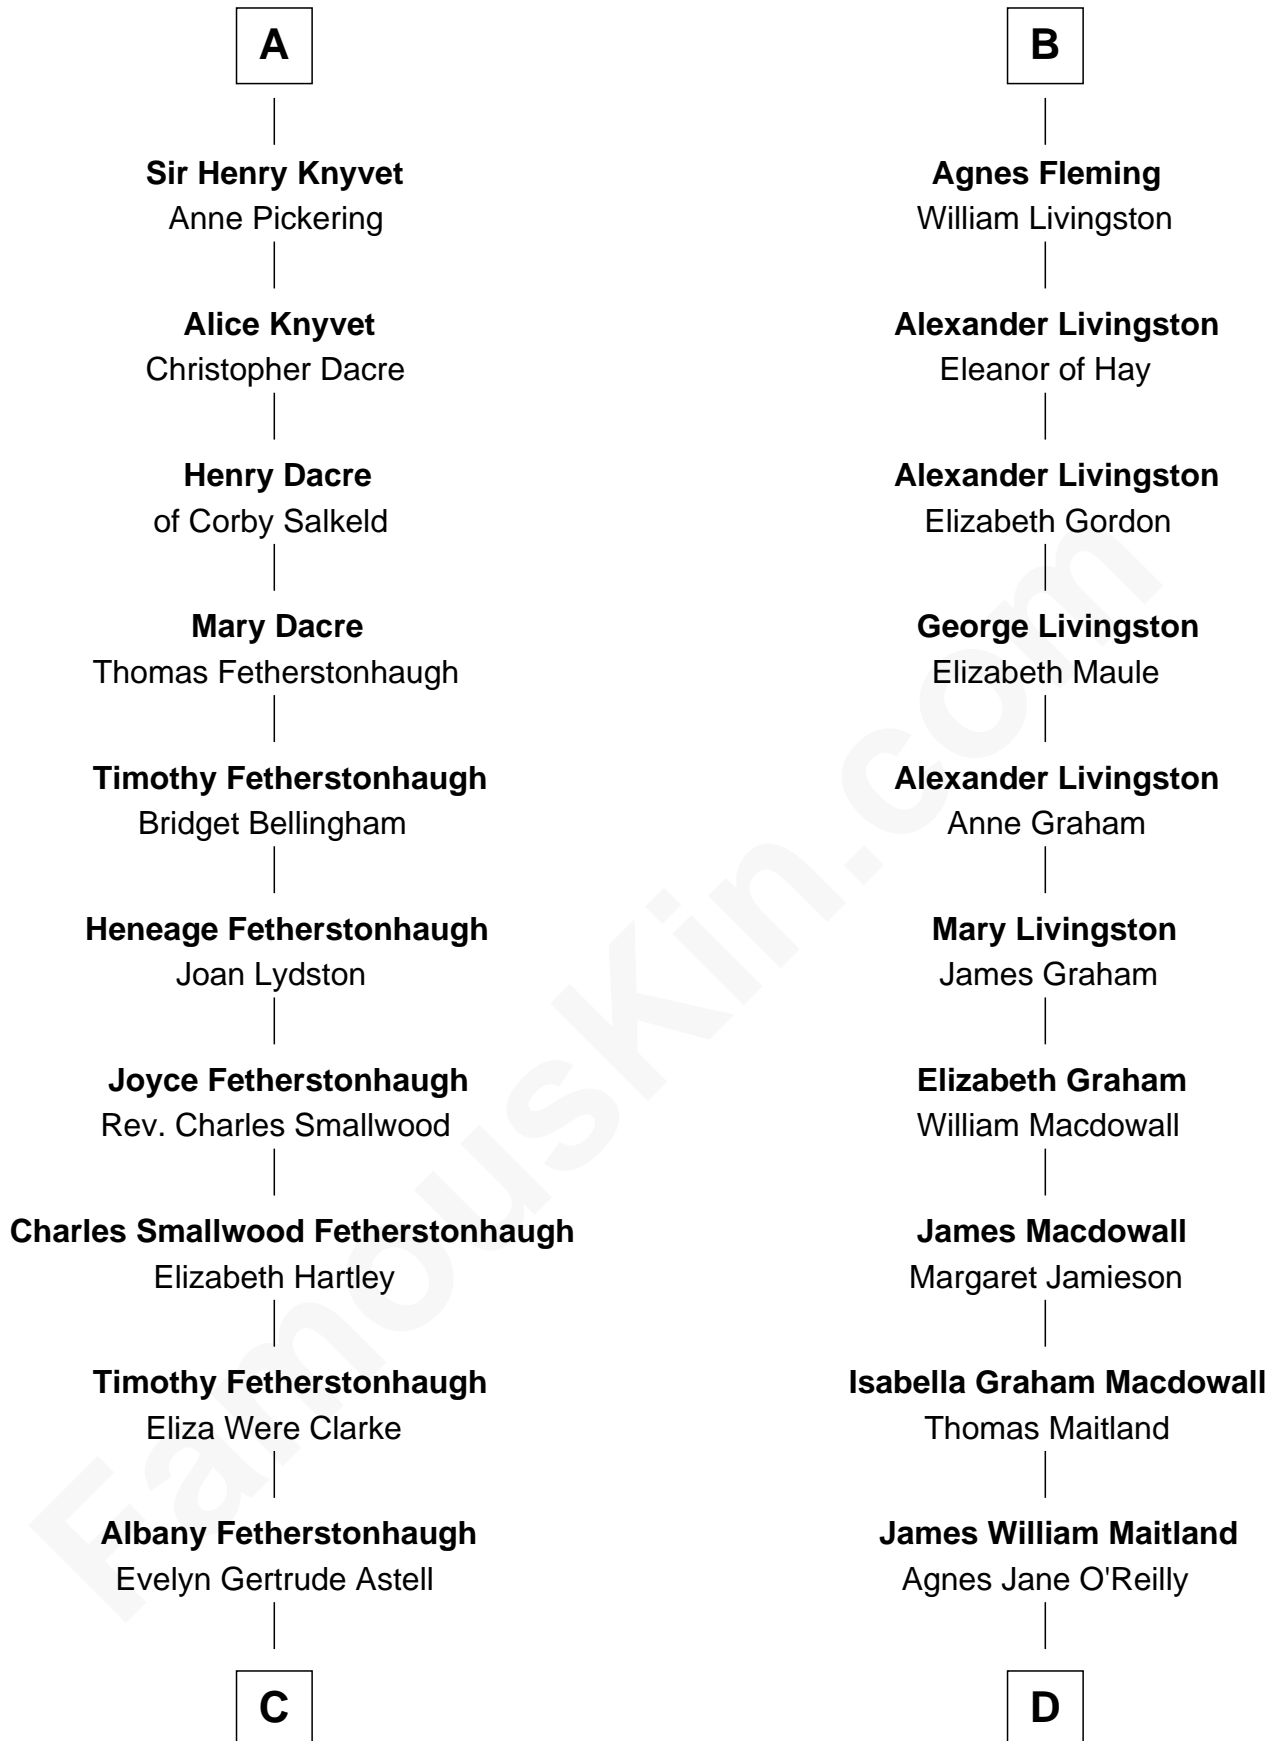 A
Sir Henry Knyvet
Anne Pickering
Alice Knyvet
Christopher Dacre
Henry Dacre
of Corby Salkeld
Mary Dacre
Thomas Fetherstonhaugh
Timothy Fetherstonhaugh
Bridget Bellingham
Heneage Fetherstonhaugh
Joan Lydston
Joyce Fetherstonhaugh
Rev. Charles Smallwood
Charles Smallwood Fetherstonhaugh
Elizabeth Hartley
Timothy Fetherstonhaugh
Eliza Were Clarke
Albany Fetherstonhaugh
Evelyn Gertrude Astell
C
B
Agnes Fleming
William Livingston
Alexander Livingston
Eleanor of Hay
Alexander Livingston
Elizabeth Gordon
George Livingston
Elizabeth Maule
Alexander Livingston
Anne Graham
Mary Livingston
James Graham
Elizabeth Graham
William Macdowall
James Macdowall
Margaret Jamieson
Isabella Graham Macdowall
Thomas Maitland
James William Maitland
Agnes Jane O'Reilly
D
FamousKin.com